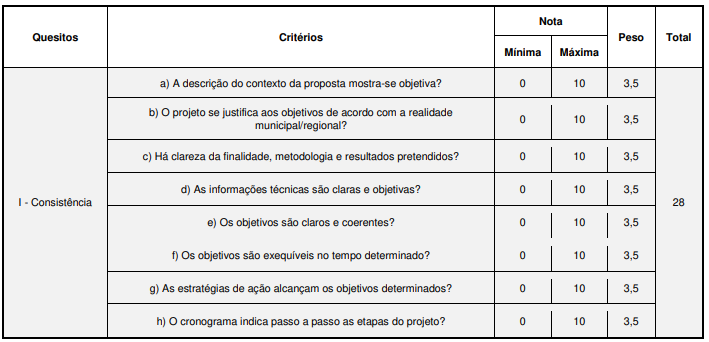 Quesitos Critérios Nota Peso Total
Mínima Máxima
I - Consistência
a) A descrição do contexto da proposta mostra-se objetiva? 0 10 3,5
b) O projeto se justifica aos objetivos de acordo com a realidade
municipal/regional? 0 10 3,5
c) Há clareza da finalidade, metodologia e resultados pretendidos? 0 10 3,5
d) As informações técnicas são claras e objetivas? 0 10 3,5
e) Os objetivos são claros e coerentes? 0 10 3,5
f) Os objetivos são exequíveis no tempo determinado? 0 10 3,5
g) As estratégias de ação alcançam os objetivos determinados? 0 10 3,5
h) O cronograma indica passo a passo as etapas do projeto? 0 10 3,5
28